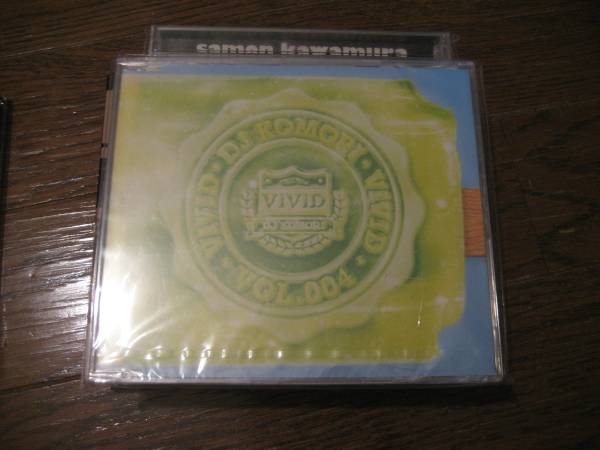 samon kawamura
DJ KOMORI
VIVID
VIVID
VIVID
DJ KOMORI
VOL.004